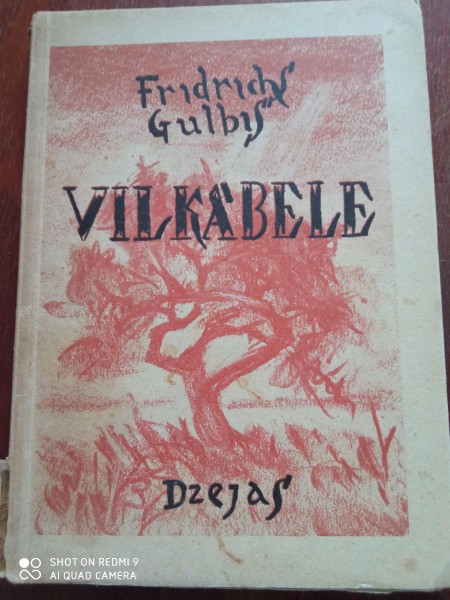 Fridrichs
Gulbis
VILKĀBELE
Dzejas
SHOT ON REDMI 9
AI QUAD CAMERA